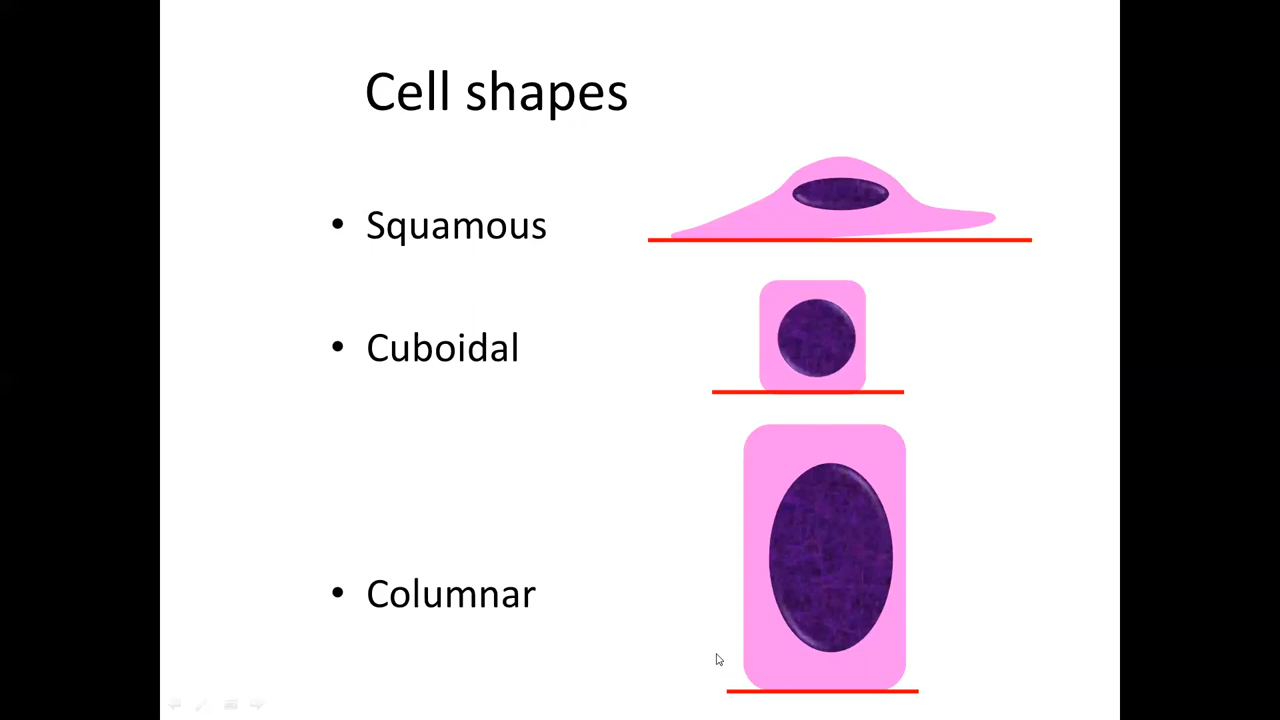 Cell shapes
• Squamous
• Cuboidal
• Columnar